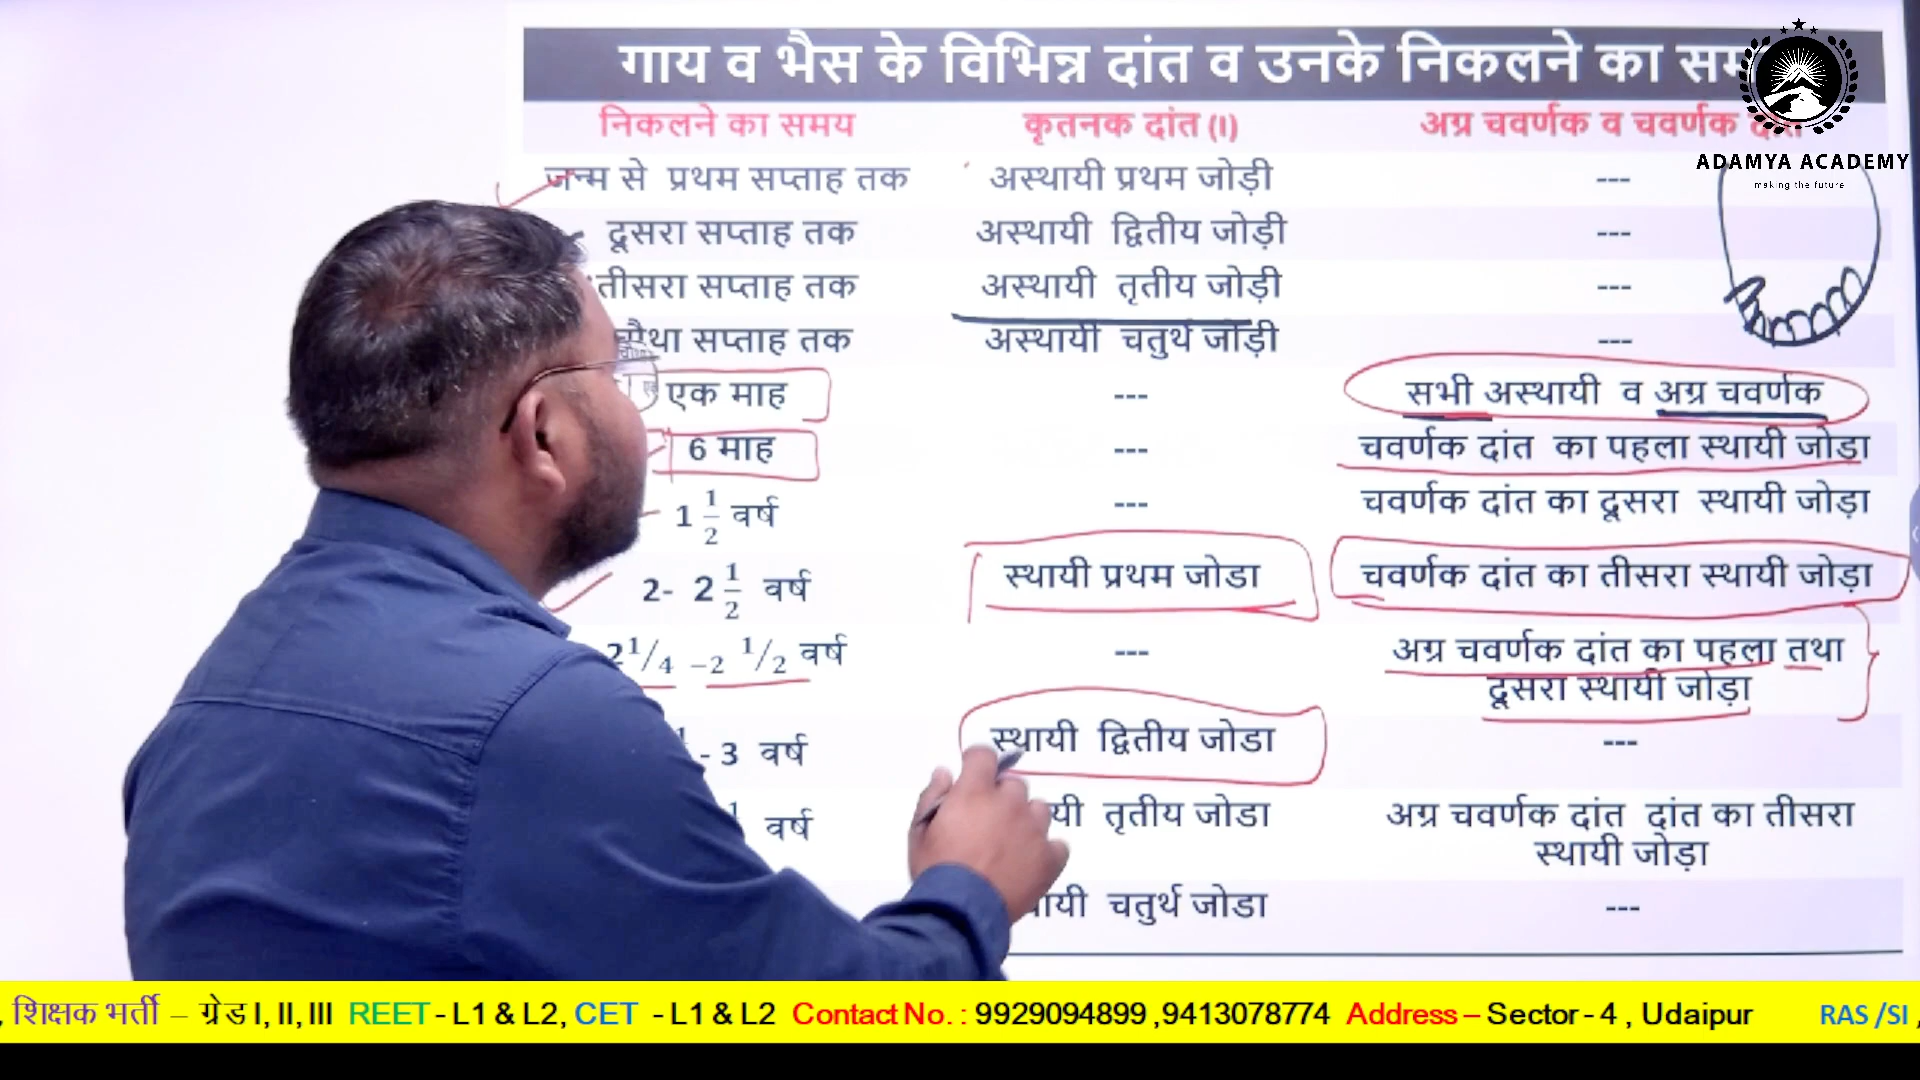 गाय व भैस के विभिन्न दांत व उनके निकलने का
निकलने का समय कृतनक दांत (I) अग्र चवर्णक व चवर्णक
जन्म से प्रथम सप्ताह तक अस्थायी प्रथम जोड़ी ---
दूसरा सप्ताह तक अस्थायी द्वितीय जोड़ी ---
तीसरा सप्ताह तक अस्थायी तृतीय जोड़ी ---
सप्ताह तक अस्थायी चतुर्थ जोड़ी ---
एक माह --- सभी अस्थायी व अग्र चवर्णक
6 माह --- चवर्णक दांत का पहला स्थायी जोड़ा
1 1/2 वर्ष --- चवर्णक दांत का दूसरा स्थायी जोड़ा
2- 2 1/2 वर्ष स्थायी प्रथम जोडा चवर्णक दांत का तीसरा स्थायी जोड़ा
2 1/4 –2 1/2 वर्ष --- अग्र चवर्णक दांत का पहला तथा
दूसरा स्थायी जोड़ा
- 3 वर्ष स्थायी द्वितीय जोडा ---
वर्ष तृतीय जोडा अग्र चवर्णक दांत दांत का तीसरा
स्थायी जोड़ा
चतुर्थ जोडा ---
ADAMYA ACADEMY
making the future
, शिक्षक भर्ती – ग्रेड I, II, III REET - L1 & L2, CET - L1 & L2 Contact No. : 9929094899 ,9413078774 Address – Sector - 4 , Udaipur RAS /SI ,